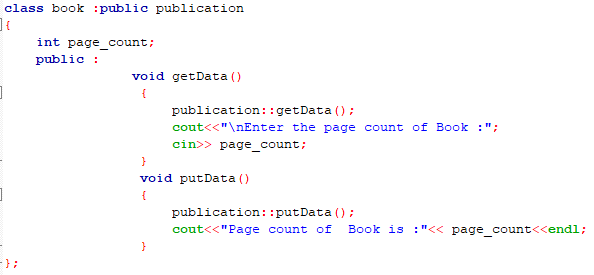 class book :public publication
{
int page_count;
public :
void getData()
{
publication::getData();
cout<<"\nEnter the page count of Book :";
cin>> page_count;
}
void putData()
{
publication::putData();
cout<<"Page count of  Book is :"<< page_count<<endl;
}
};